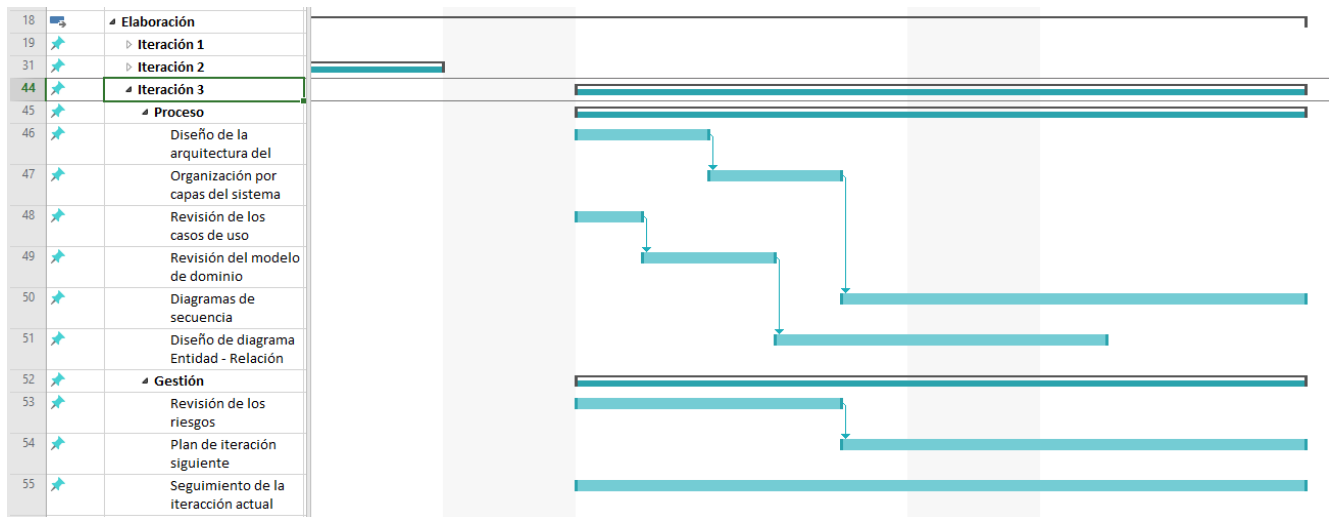 18 Elaboración
19 Iteración 1
31 Iteración 2
44 Iteración 3
45 Proceso
46 Diseño de la
arquitectura del
47 Organización por
capas del sistema
48 Revisión de los
casos de uso
49 Revisión del modelo
de dominio
50 Diagramas de
secuencia
51 Diseño de diagrama
Entidad - Relación
52 Gestión
53 Revisión de los
riesgos
54 Plan de iteración
siguiente
55 Seguimiento de la
iteracción actual